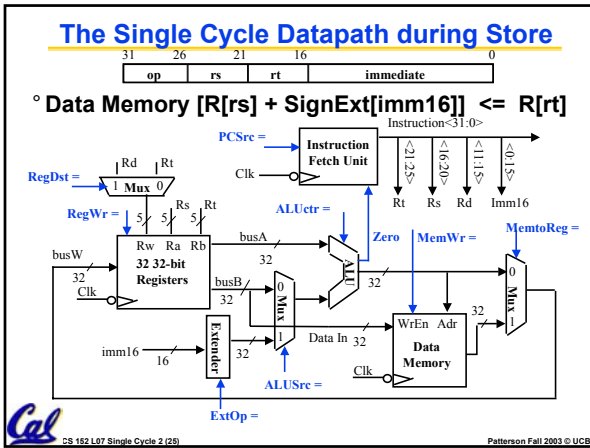 The Single Cycle Datapath during Store
31 26 21 16 0
op rs rt immediate
° Data Memory [R[rs] + SignExt[imm16]] <= R[rt]
Instruction<31:0>
PCSrc =
Instruction
Fetch Unit
Clk
<21:25>
<16:20>
<11:15>
<0:15>
Rt Rs Rd Imm16
Rd Rt
RegDst =
1 Mux 0
RegWr =
5 5 5
Rs Rt
ALUctr =
Zero
MemWr =
MemtoReg =
Rw Ra Rb
busA
32
busW
32
32 32-bit
Registers
busB
32
Clk
ALU
32
0
Mux
1
0
Mux
1
WrEn Adr
32
Data In
32
Data
Memory
Clk
imm16
16
Extender
32
ALUSrc =
ExtOp =
Cal
CS 152 L07 Single Cycle 2 (25)
Patterson Fall 2003 © UCB